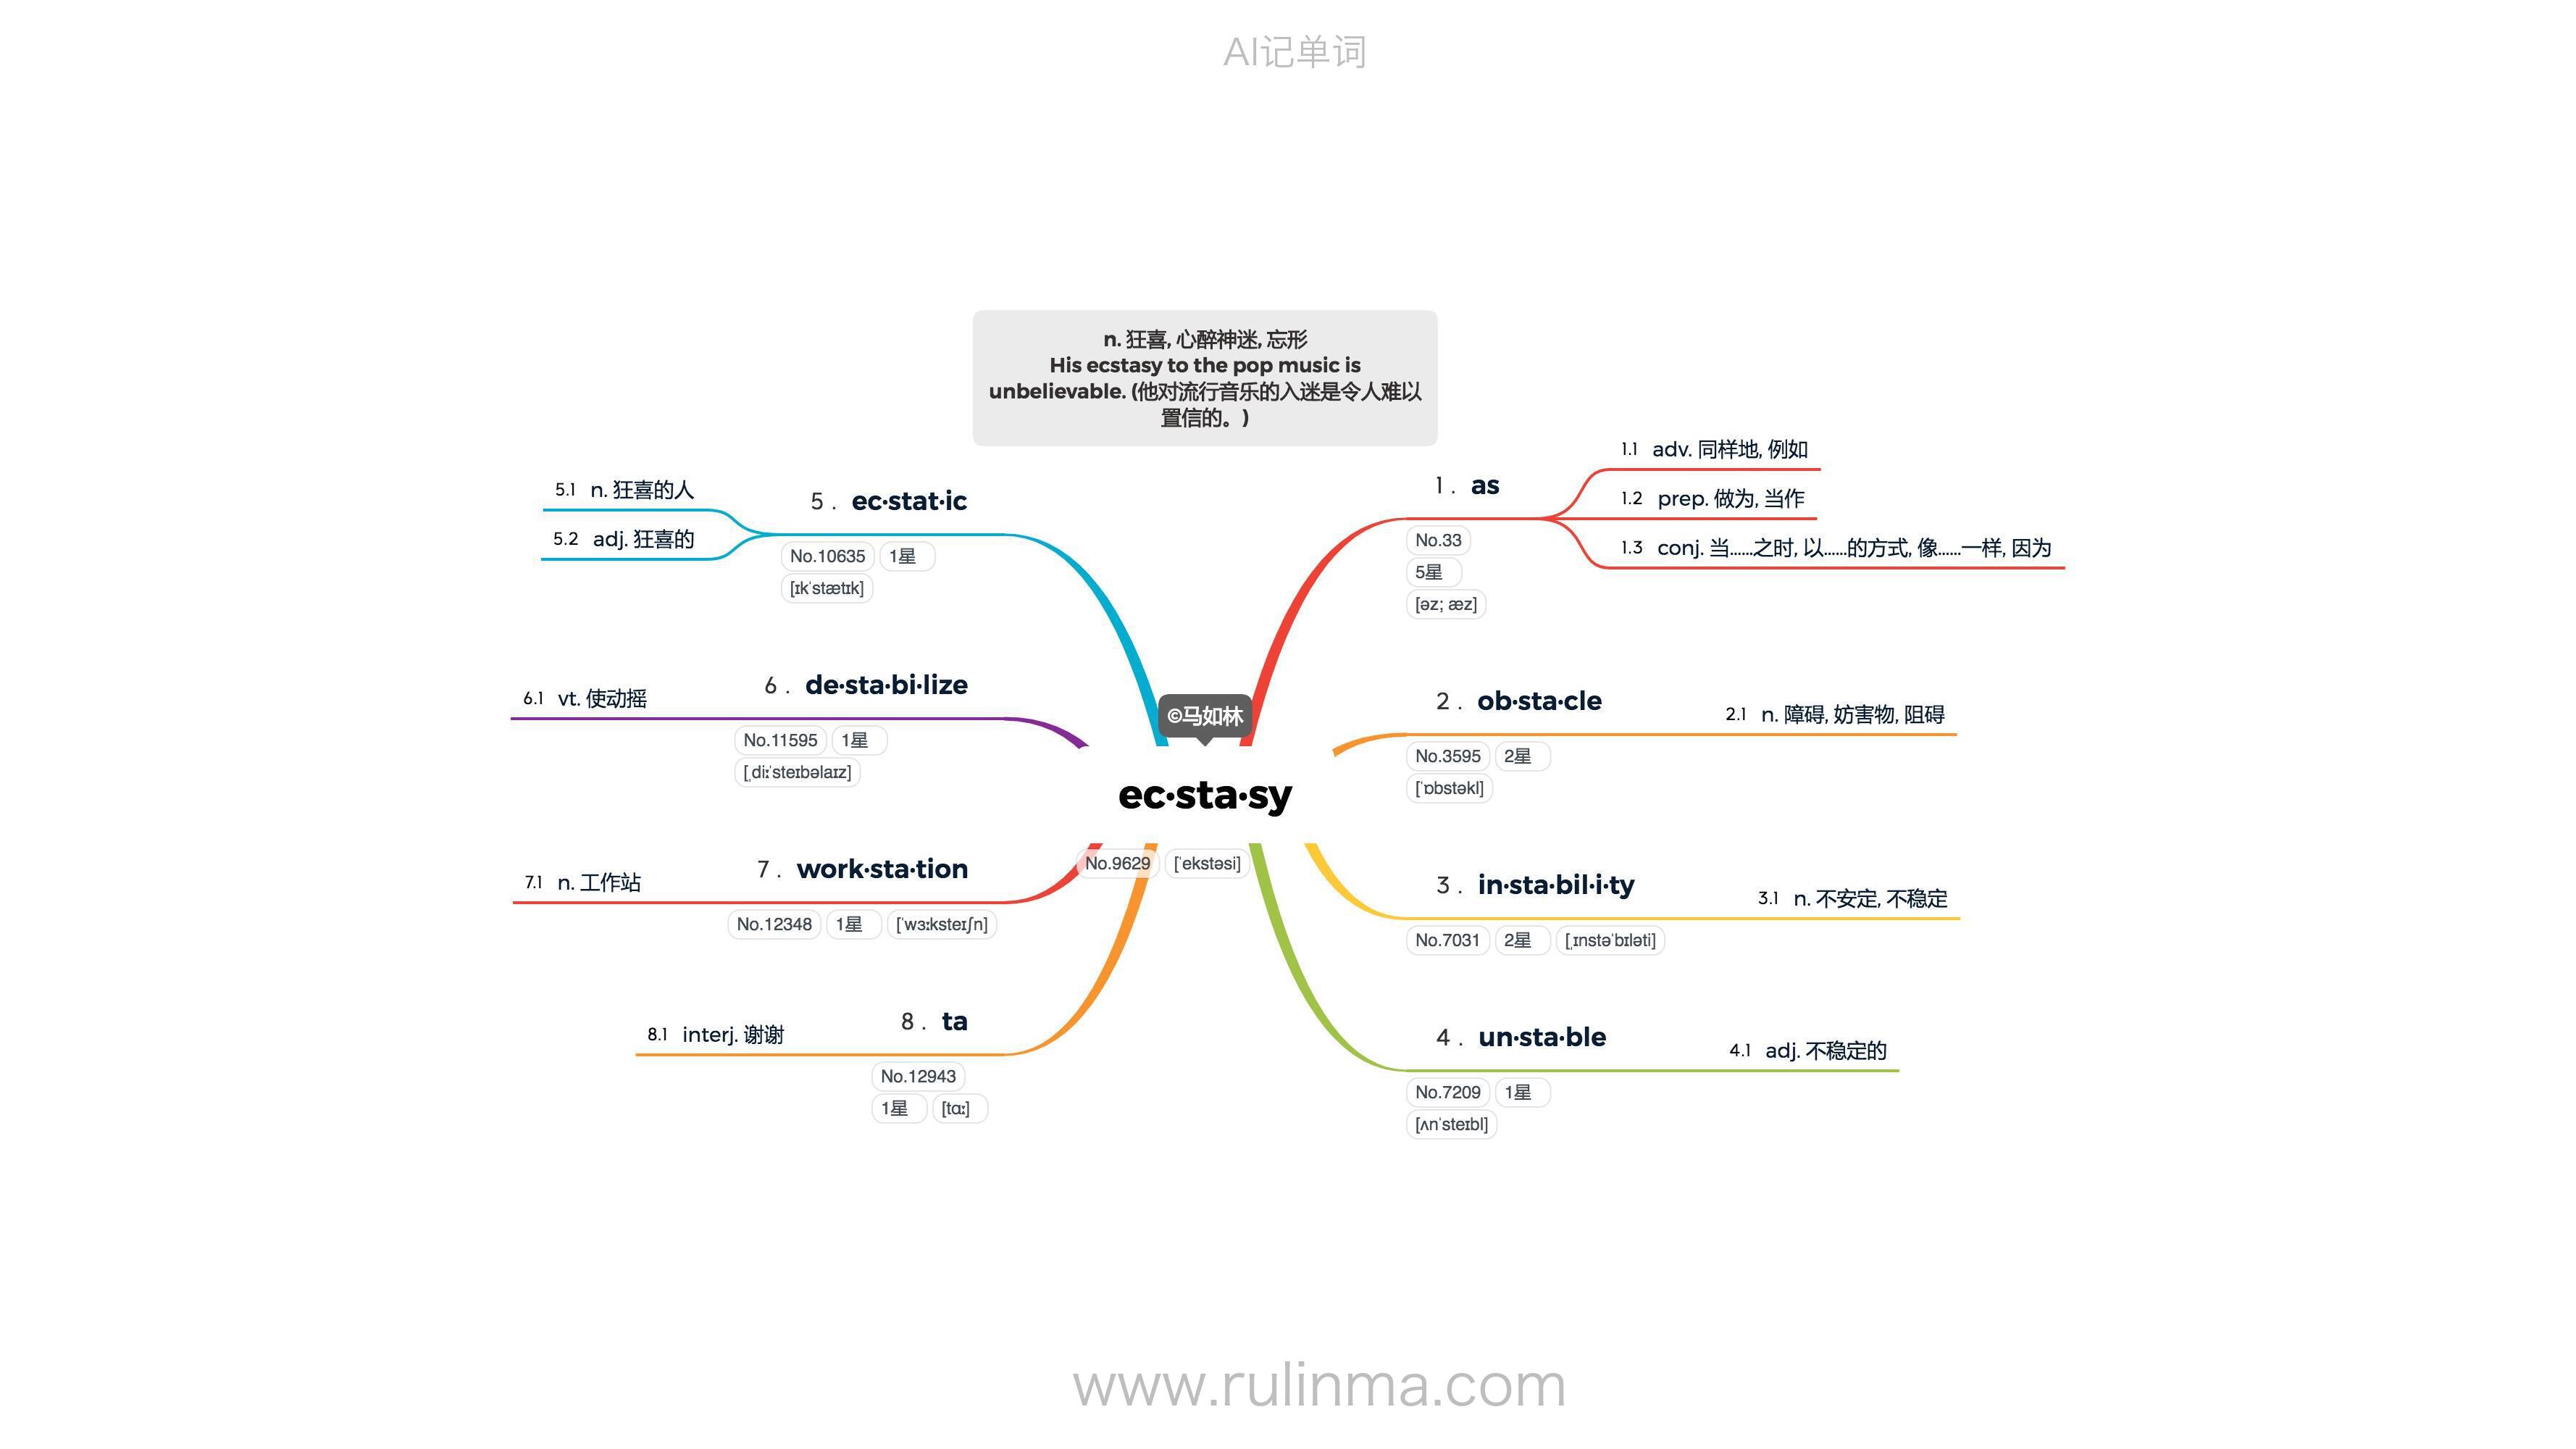 AI记单词
n. 狂喜, 心醉神迷, 忘形
His ecstasy to the pop music is
unbelievable. (他对流行音乐的入迷是令人难以
置信的。)
©马如林
ec·sta·sy
No.9629 [ˈekstəsi]
1. as
No.33
5星
[əz; æz]
1.1 adv. 同样地, 例如
1.2 prep. 做为, 当作
1.3 conj. 当……之时, 以……的方式, 像……一样, 因为
2. ob·sta·cle
No.3595 2星
[ˈɒbstəkl]
2.1 n. 障碍, 妨害物, 阻碍
3. in·sta·bil·i·ty
No.7031 2星 [ˌɪnstəˈbɪləti]
3.1 n. 不安定, 不稳定
4. un·sta·ble
No.7209 1星
[ʌnˈsteɪbl]
4.1 adj. 不稳定的
5. ec·stat·ic
No.10635 1星
[ɪkˈstætɪk]
5.1 n. 狂喜的人
5.2 adj. 狂喜的
6. de·sta·bi·lize
No.11595 1星
[ˌdiːˈsteɪbəlaɪz]
6.1 vt. 使动摇
7. work·sta·tion
No.12348 1星 [ˈwɜːksteɪʃn]
7.1 n. 工作站
8. ta
No.12943
1星 [tɑː]
8.1 interj. 谢谢
www.rulinma.com